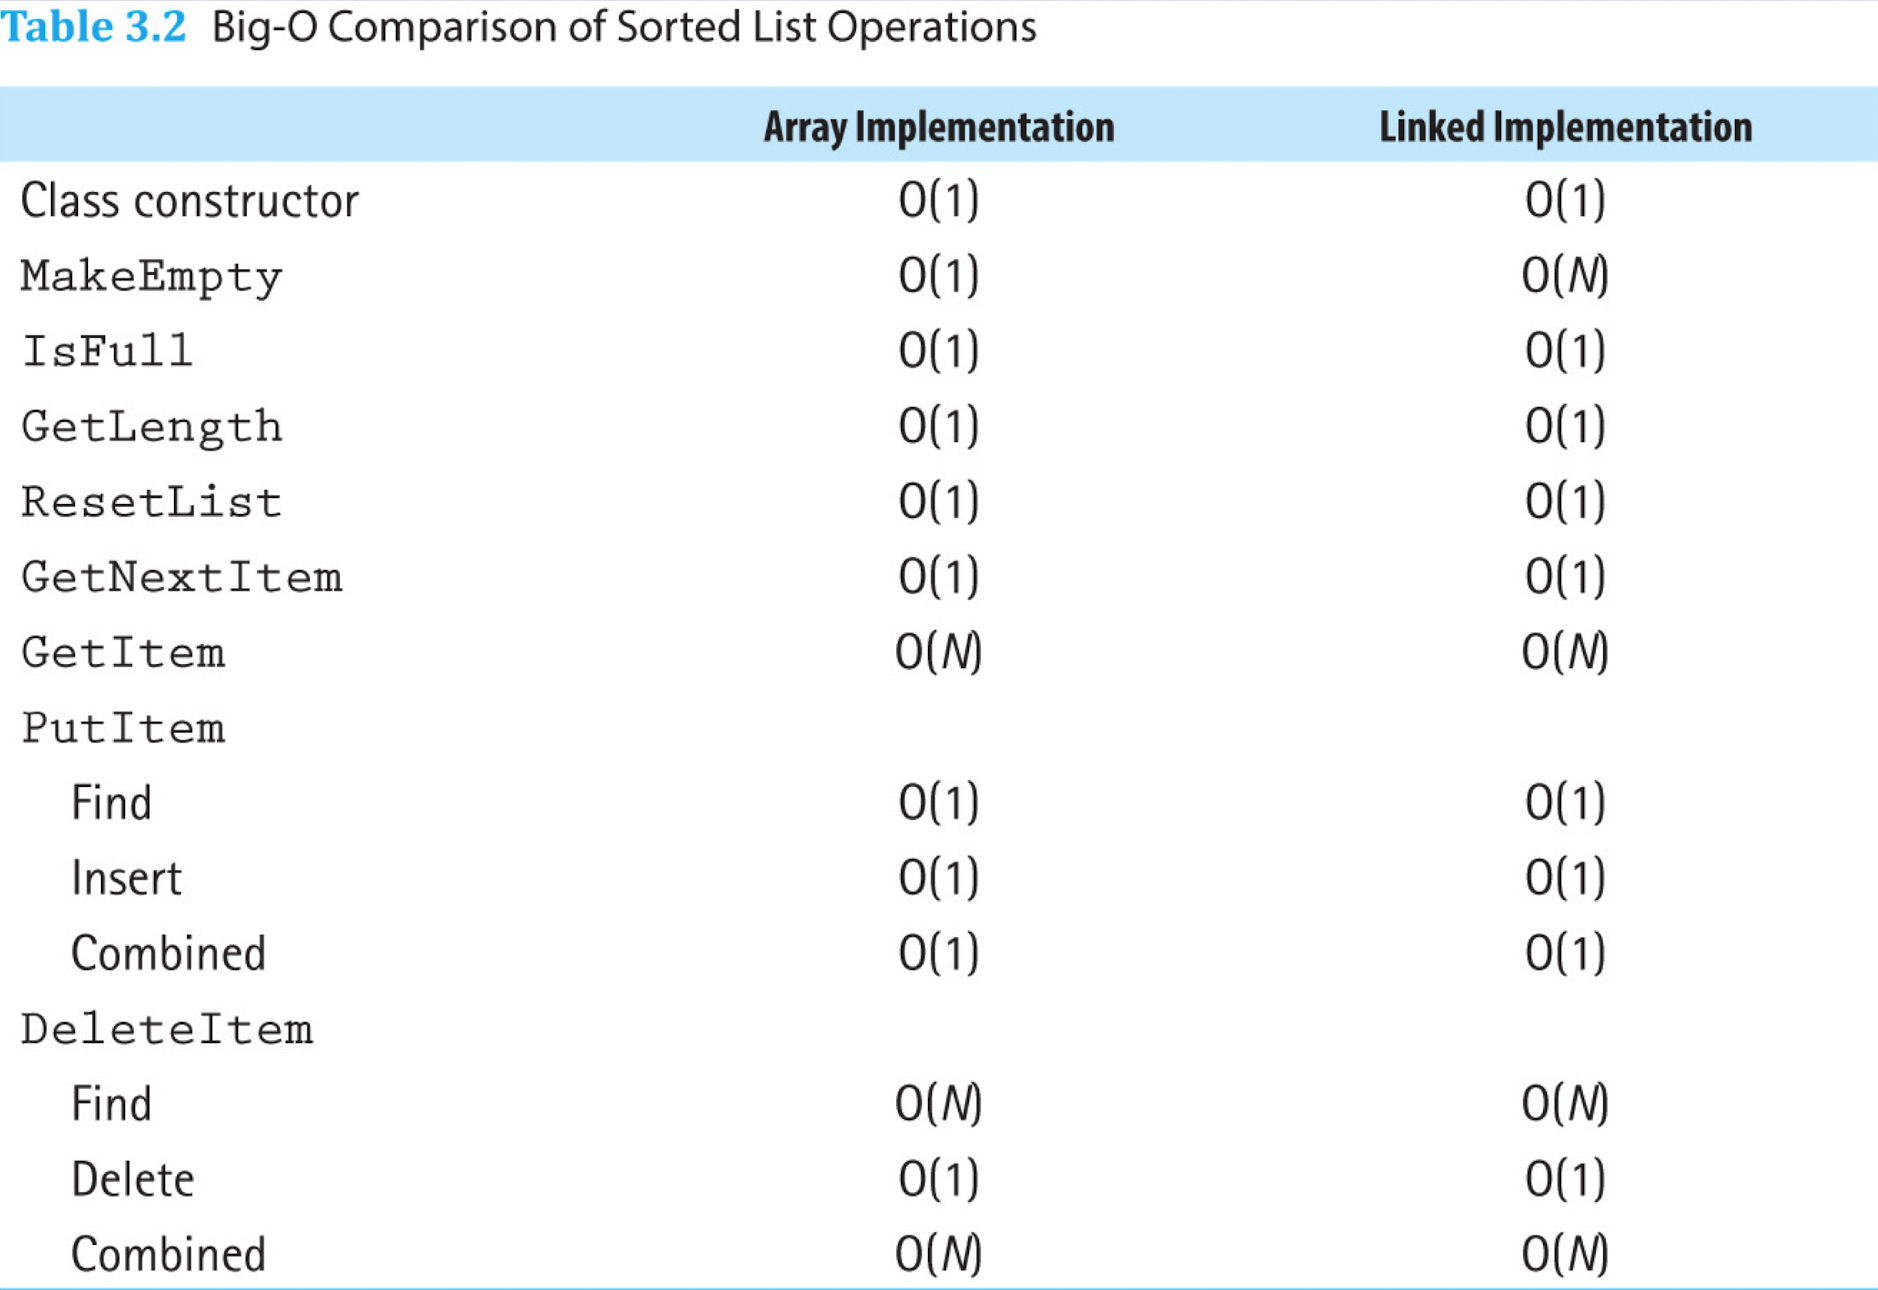 Table 3.2 Big-O Comparison of Sorted List Operations
Array Implementation Linked Implementation
Class constructor O(1) O(1)
MakeEmpty O(1) O(N)
IsFull O(1) O(1)
GetLength O(1) O(1)
ResetList O(1) O(1)
GetNextItem O(1) O(1)
GetItem O(N) O(N)
PutItem
Find O(1) O(1)
Insert O(1) O(1)
Combined O(1) O(1)
DeleteItem
Find O(N) O(N)
Delete O(1) O(1)
Combined O(N) O(N)